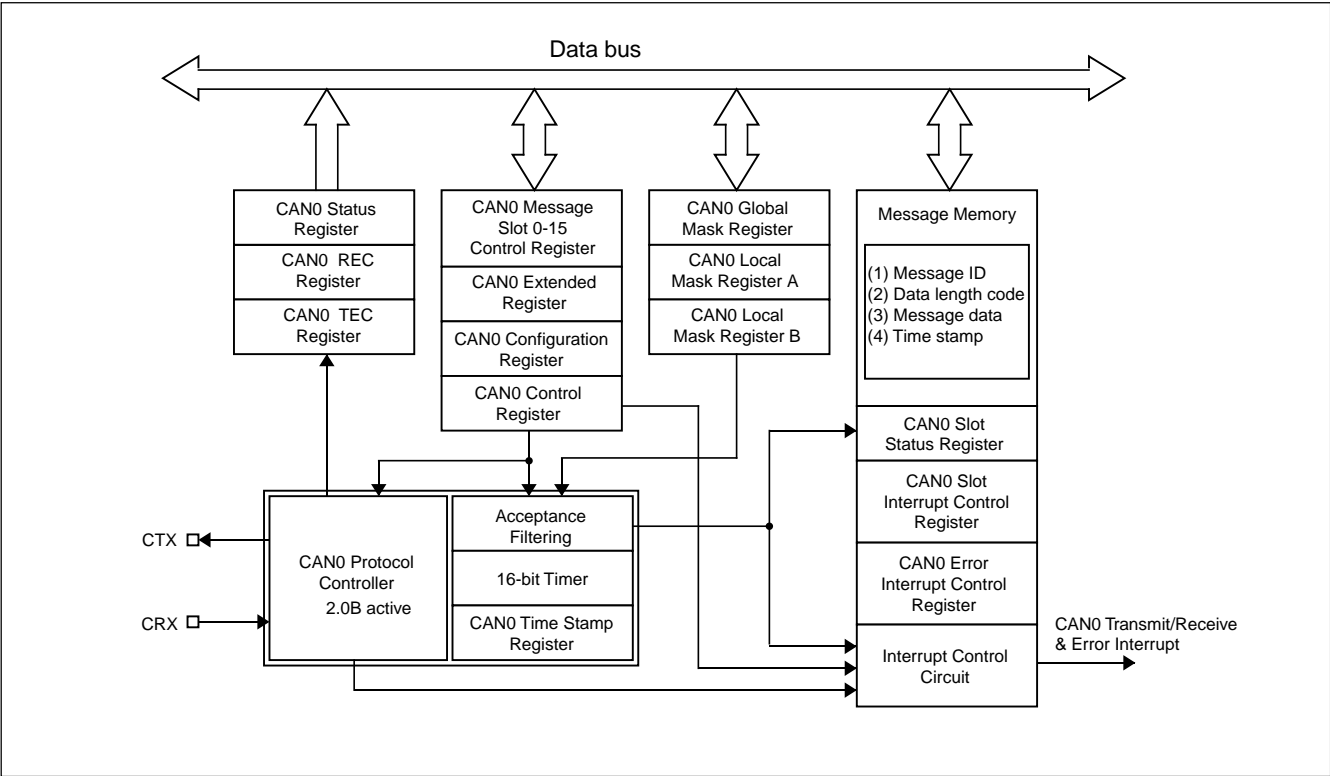 Data bus
CAN0 Status
Register
CAN0 REC
Register
CAN0 TEC
Register
CAN0 Message
Slot 0-15
Control Register
CAN0 Extended
Register
CAN0 Configuration
Register
CAN0 Control
Register
CAN0 Global
Mask Register
CAN0 Local
Mask Register A
CAN0 Local
Mask Register B
Message Memory
(1) Message ID
(2) Data length code
(3) Message data
(4) Time stamp
CAN0 Slot
Status Register
CAN0 Slot
Interrupt Control
Register
CAN0 Error
Interrupt Control
Register
Interrupt Control
Circuit
CTX
CRX
CAN0 Protocol
Controller
2.0B active
Acceptance
Filtering
16-bit Timer
CAN0 Time Stamp
Register
CAN0 Transmit/Receive
& Error Interrupt